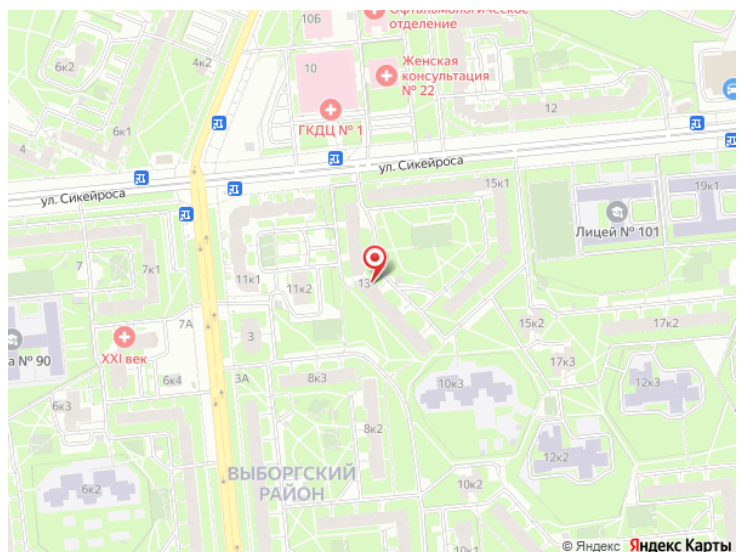 Офтальмологическое
отделение
10Б
6к2
4к2
10
Женская
консультация
№ 22
12
6к1
ГКДЦ № 1
4
ул. Сикейроса
15к1
19к1
ул. Сикейроса
Лицей № 101
7
7к1
11к1
11к2
13
7А
3
15к2
17к2
XXI век
а № 90
17к3
6к4
3А
8к3
10к3
12к3
6к3
8к2
12к2
ВЫБОРГСКИЙ
РАЙОН
6к2
10к2
© Яндекс Яндекс Карты